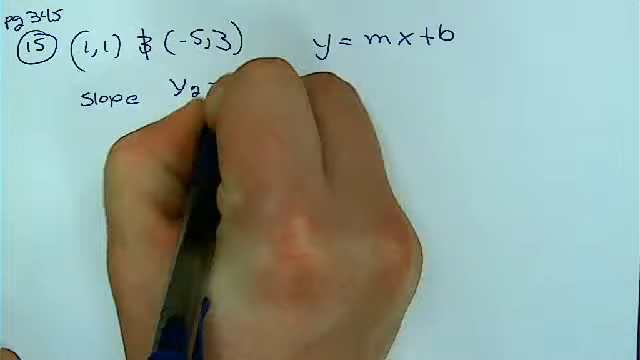 pg 345
15 (1,1) & (-5,3) y = mx+b
Slope y₂ -